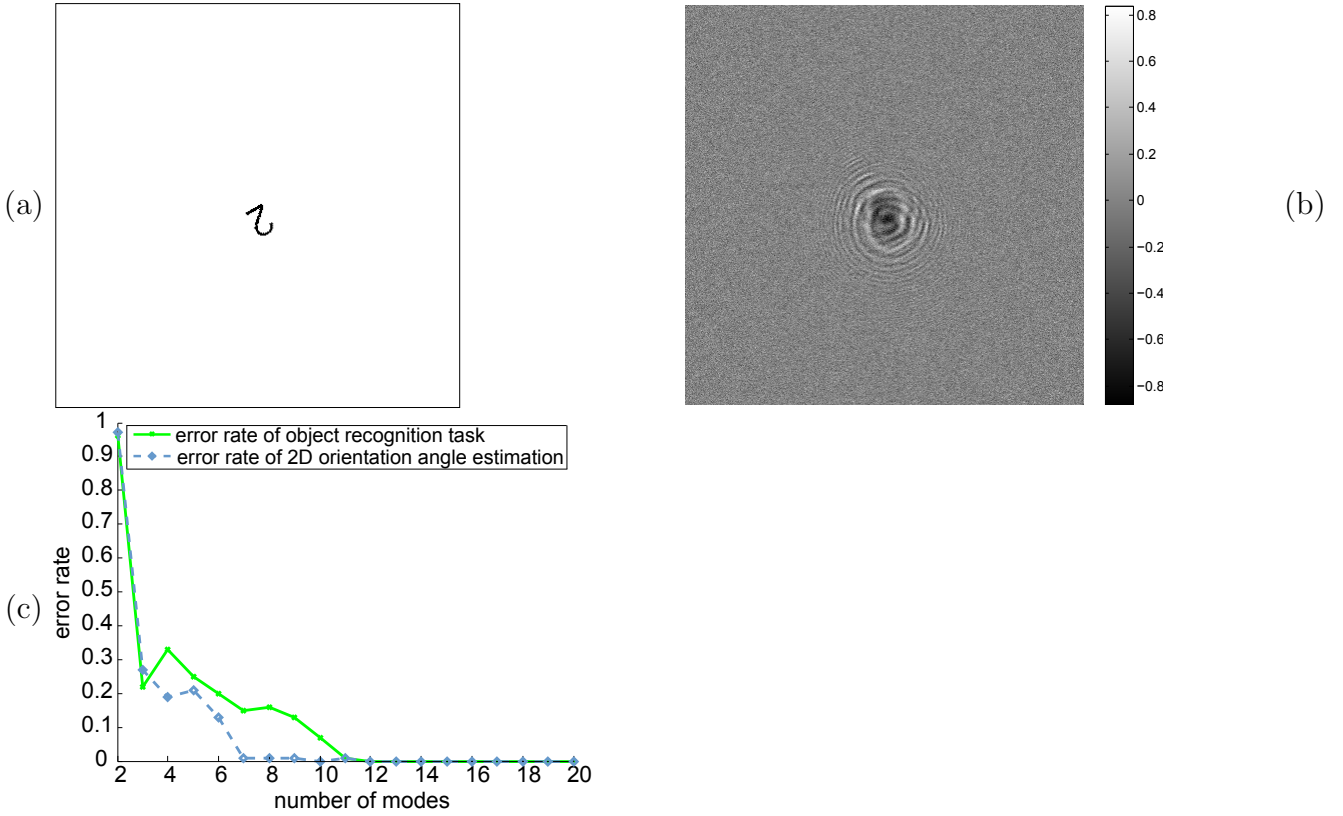 (a)
2
0.8
0.6
0.4
0.2
0
−0.2
−0.4
−0.6
−0.8
(b)
(c)
error rate
1
0.9
0.8
0.7
0.6
0.5
0.4
0.3
0.2
0.1
0
error rate of object recognition task
error rate of 2D orientation angle estimation
2 4 6 8 10 12 14 16 18 20
number of modes